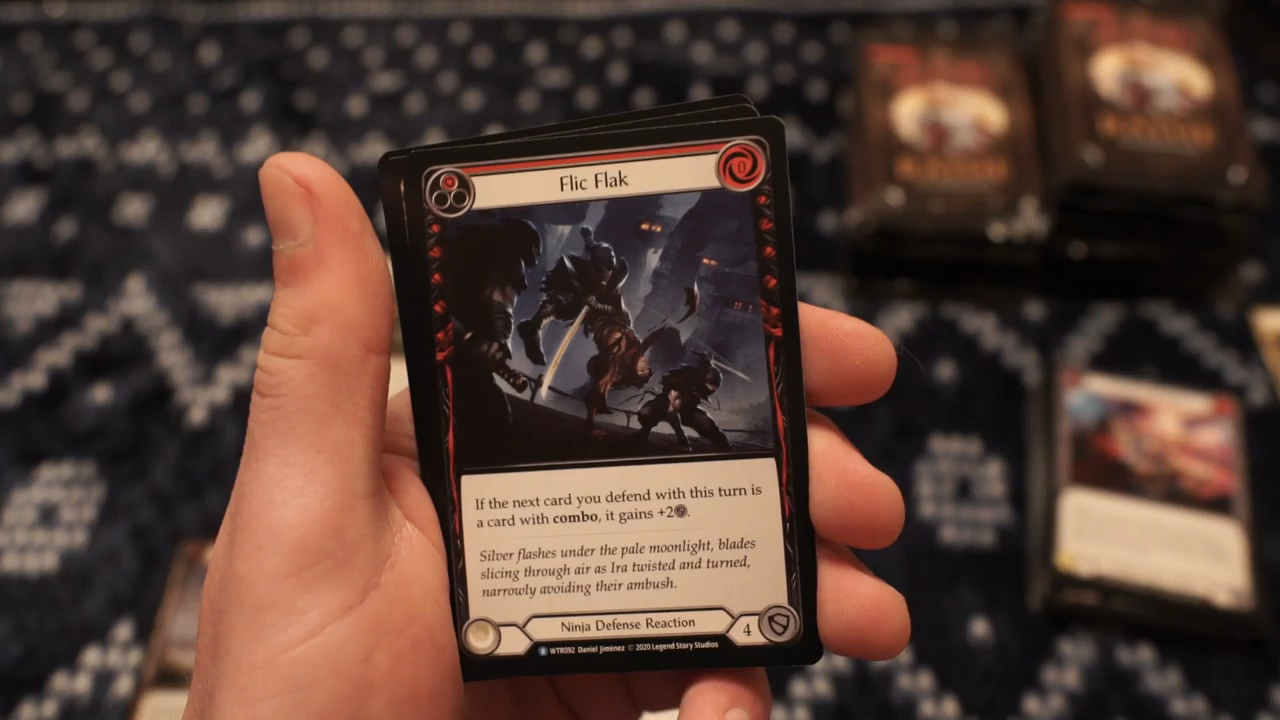 Flic Flak
0
If the next card you defend with this turn is
a card with combo, it gains +2.
Silver flashes under the pale moonlight, blades
slicing through air as Ira twisted and turned,
narrowly avoiding their ambush.
Ninja Defense Reaction
4
R WTR092 Daniel Jiménez © 2020 Legend Story Studios